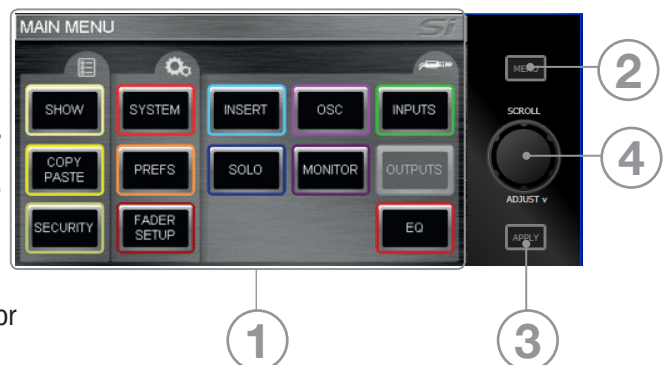 MAIN MENU
Si
SHOW
SYSTEM
INSERT
OSC
INPUTS
COPY
PASTE
PREFS
SOLO
MONITOR
OUTPUTS
SECURITY
FADER
SETUP
EQ
MENU
SCROLL
ADJUST v
APPLY
2
4
or
1
3